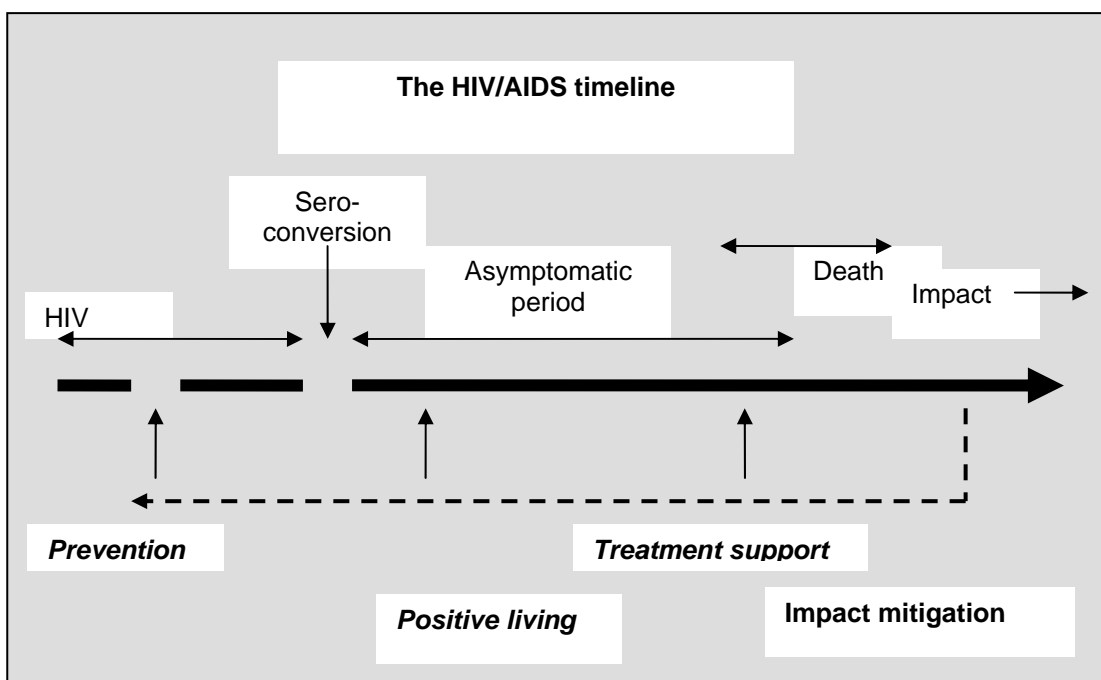 The HIV/AIDS timeline
Sero-
conversion
Asymptomatic
period
Death
Impact
HIV
Prevention
Treatment support
Positive living
Impact mitigation